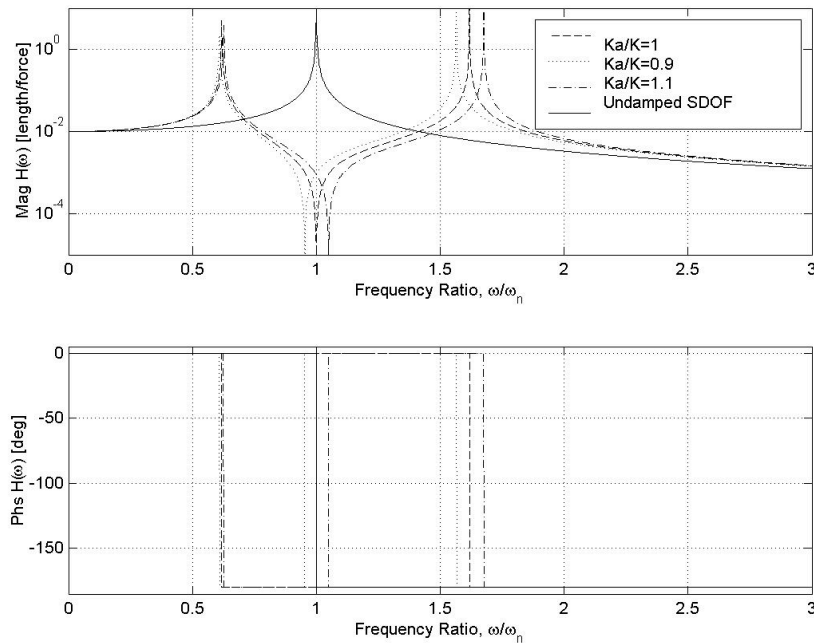 10^0
10^-2
10^-4
Mag H(ω) [length/force]
Ka/K=1
Ka/K=0.9
Ka/K=1.1
Undamped SDOF
0 0.5 1 1.5 2 2.5 3
Frequency Ratio, ω/ω_n
0
-50
-100
-150
Phs H(ω) [deg]
0 0.5 1 1.5 2 2.5 3
Frequency Ratio, ω/ω_n